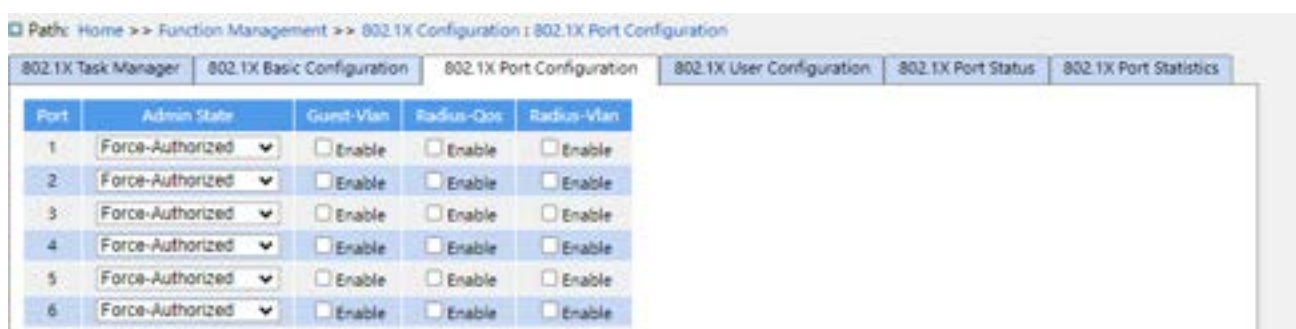 Path: Home >> Function Management >> 802.1X Configuration : 802.1X Port Configuration
802.1X Task Manager 802.1X Basic Configuration 802.1X Port Configuration 802.1X User Configuration 802.1X Port Status 802.1X Port Statistics
Port Admin State Guest-Vlan Radius-Qos Radius-Vlan
1 Force-Authorized Enable Enable Enable
2 Force-Authorized Enable Enable Enable
3 Force-Authorized Enable Enable Enable
4 Force-Authorized Enable Enable Enable
5 Force-Authorized Enable Enable Enable
6 Force-Authorized Enable Enable Enable